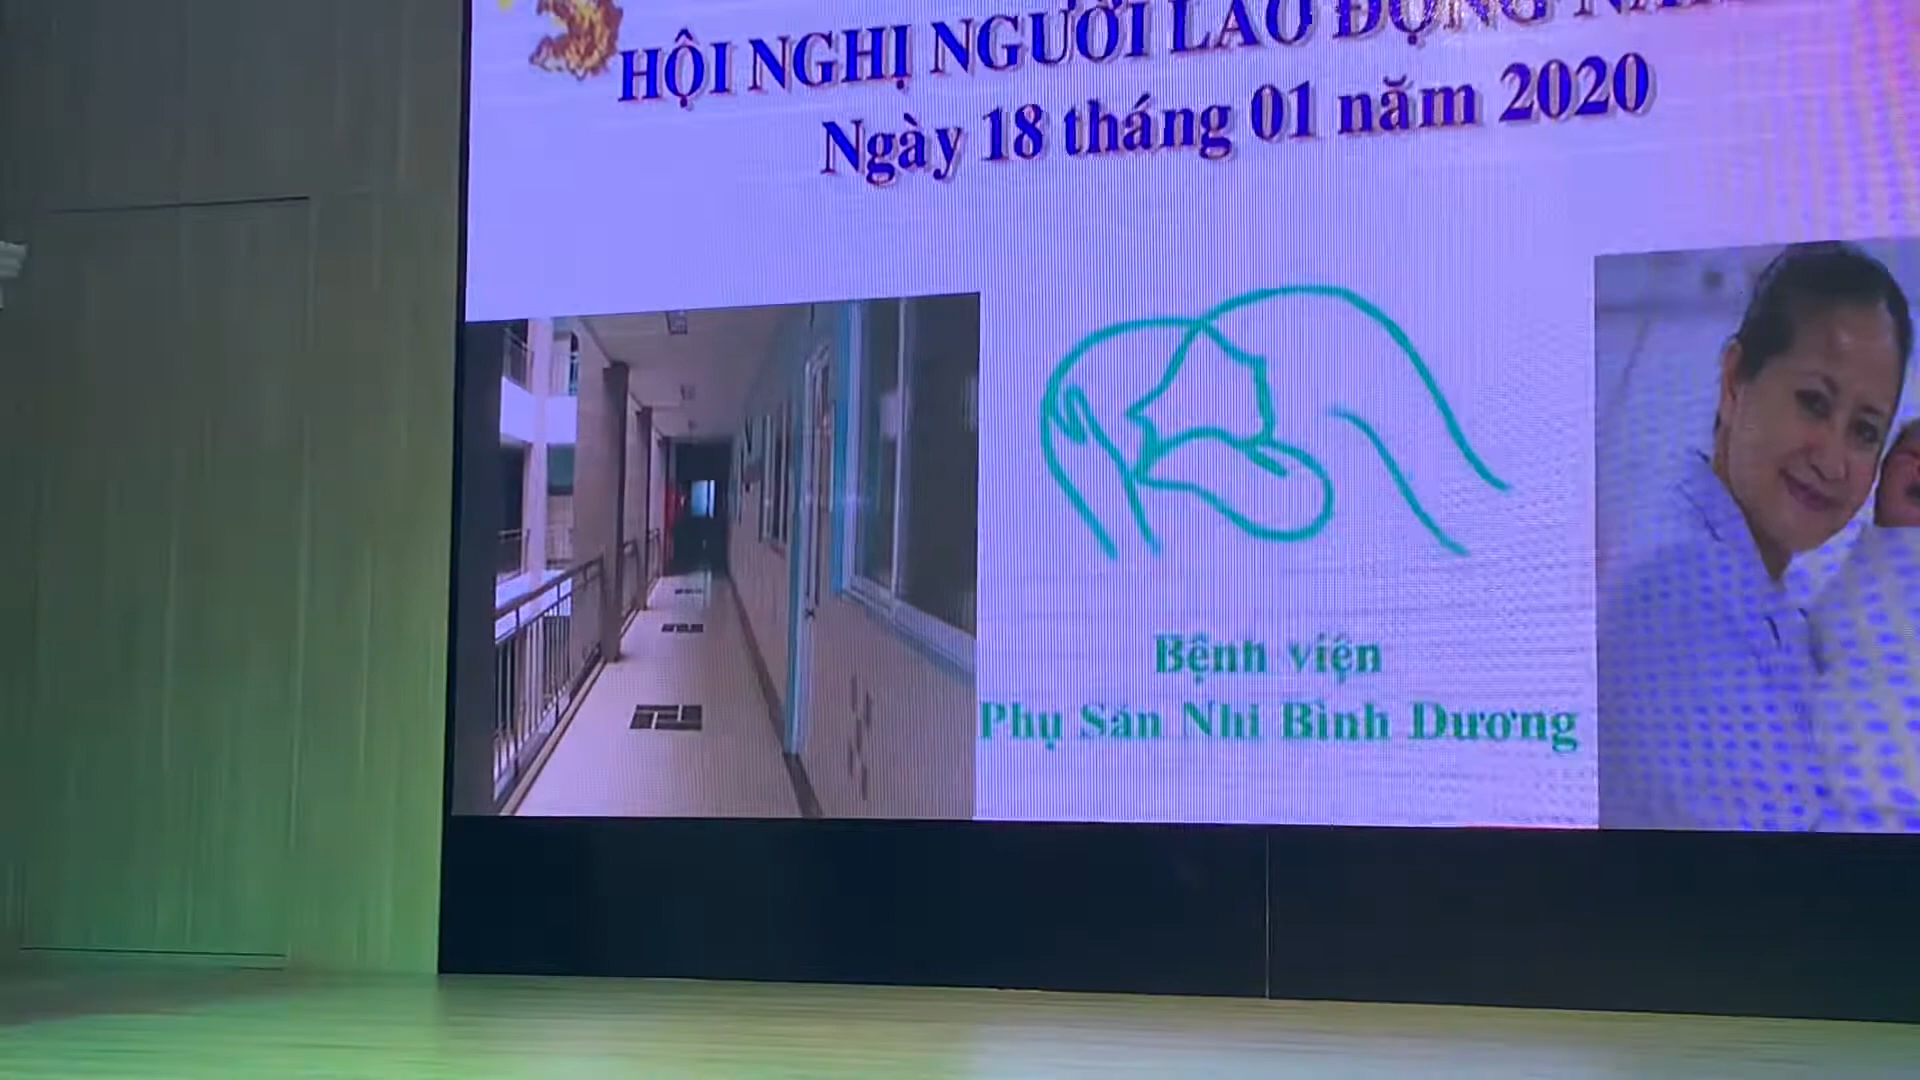 HỘI NGHỊ NGƯỜI LAO ĐỘNG
Ngày 18 tháng 01 năm 2020
Bệnh viện
Phụ Sản Nhi Bình Dương